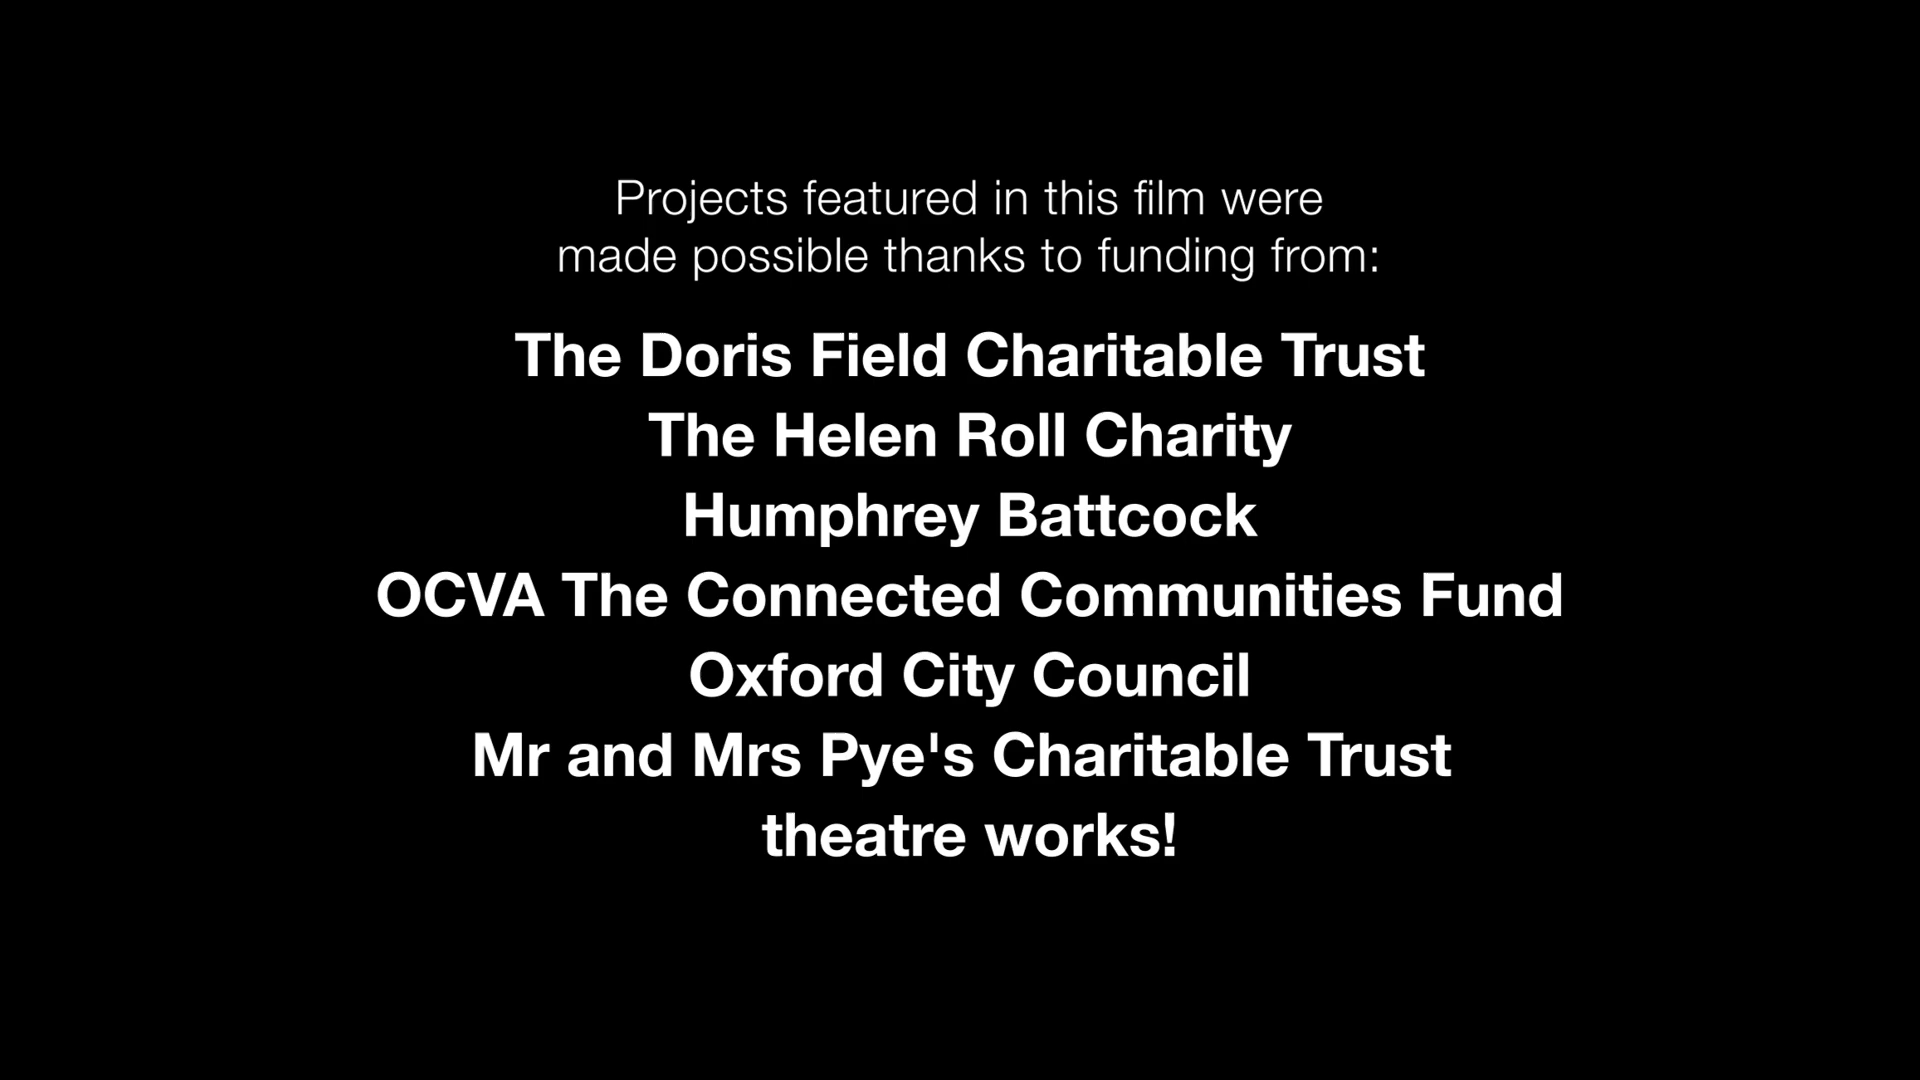 Projects featured in this film were
made possible thanks to funding from:
The Doris Field Charitable Trust
The Helen Roll Charity
Humphrey Battcock
OCVA The Connected Communities Fund
Oxford City Council
Mr and Mrs Pye's Charitable Trust
theatre works!